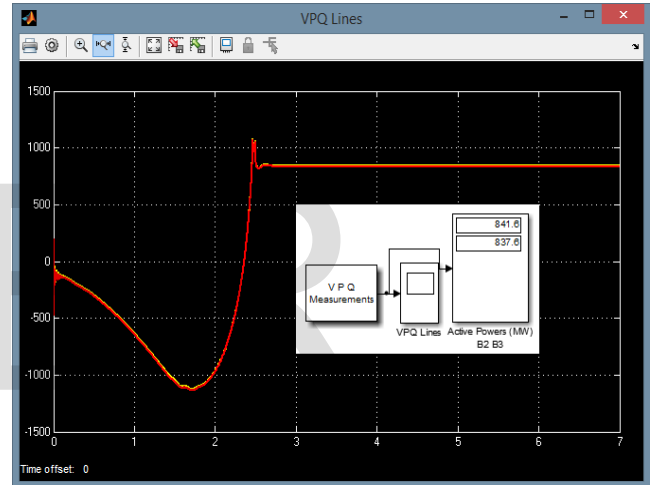 VPQ Lines
1500
1000
500
0
-500
-1000
-1500
0 1 2 3 4 5 6 7
Time offset: 0
841.6
837.6
V P Q
Measurements
VPQ Lines
Active Powers (MW)
B2 B3